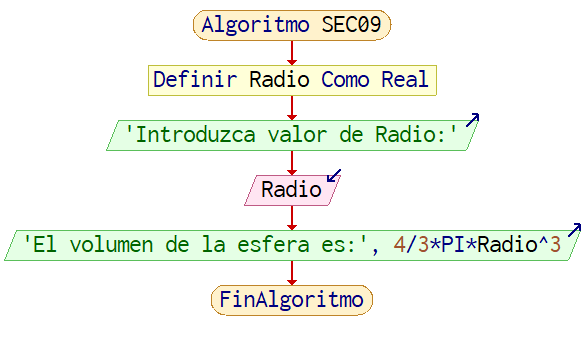 Algoritmo SEC09
Definir Radio Como Real
'Introduzca valor de Radio:'
Radio
'El volumen de la esfera es:', 4/3*PI*Radio^3
FinAlgoritmo